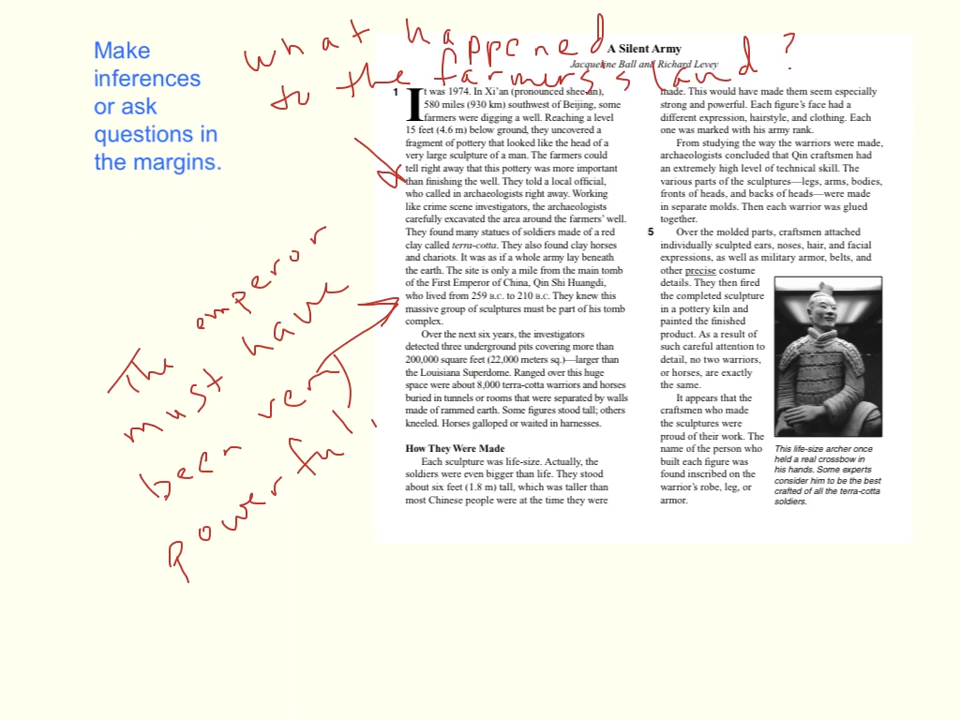 Make
inferences
or ask
questions in
the margins.
what happened
to the farmers's land?
The emperor
must have
been very
powerful.
A Silent Army
Jacqueline Ball and Richard Levey
1
It was 1974. In Xi'an (pronounced shee-an),
580 miles (930 km) southwest of Beijing, some
farmers were digging a well. Reaching a level
15 feet (4.6 m) below ground, they uncovered a
fragment of pottery that looked like the head of a
very large sculpture of a man. The farmers could
tell right away that this pottery was more important
than finishing the well. They told a local official,
who called in archaeologists right away. Working
like crime scene investigators, the archaeologists
carefully excavated the area around the farmers' well.
They found many statues of soldiers made of a red
clay called terra-cotta. They also found clay horses
and chariots. It was as if a whole army lay beneath
the earth. The site is only a mile from the main tomb
of the First Emperor of China, Qin Shi Huangdi,
who lived from 259 B.C. to 210 B.C. They knew this
massive group of sculptures must be part of his tomb
complex.
Over the next six years, the investigators
detected three underground pits covering more than
200,000 square feet (22,000 meters sq.)—larger than
the Louisiana Superdome. Ranged over this huge
space were about 8,000 terra-cotta warriors and horses
buried in tunnels or rooms that were separated by walls
made of rammed earth. Some figures stood tall; others
kneeled. Horses galloped or waited in harnesses.
How They Were Made
Each sculpture was life-size. Actually, the
soldiers were even bigger than life. They stood
about six feet (1.8 m) tall, which was taller than
most Chinese people were at the time they were
made. This would have made them seem especially
strong and powerful. Each figure's face had a
different expression, hairstyle, and clothing. Each
one was marked with his army rank.
From studying the way the warriors were made,
archaeologists concluded that Qin craftsmen had
an extremely high level of technical skill. The
various parts of the sculptures—legs, arms, bodies,
fronts of heads, and backs of heads—were made
in separate molds. Then each warrior was glued
together.
5
Over the molded parts, craftsmen attached
individually sculpted ears, noses, hair, and facial
expressions, as well as military armor, belts, and
other precise costume
details. They then fired
the completed sculpture
in a pottery kiln and
painted the finished
product. As a result of
such careful attention to
detail, no two warriors,
or horses, are exactly
the same.
It appears that the
craftsmen who made
the sculptures were
proud of their work. The
name of the person who
built each figure was
found inscribed on the
warrior's robe, leg, or
armor.
This life-size archer once
held a real crossbow in
his hands. Some experts
consider him to be the best
crafted of all the terra-cotta
soldiers.